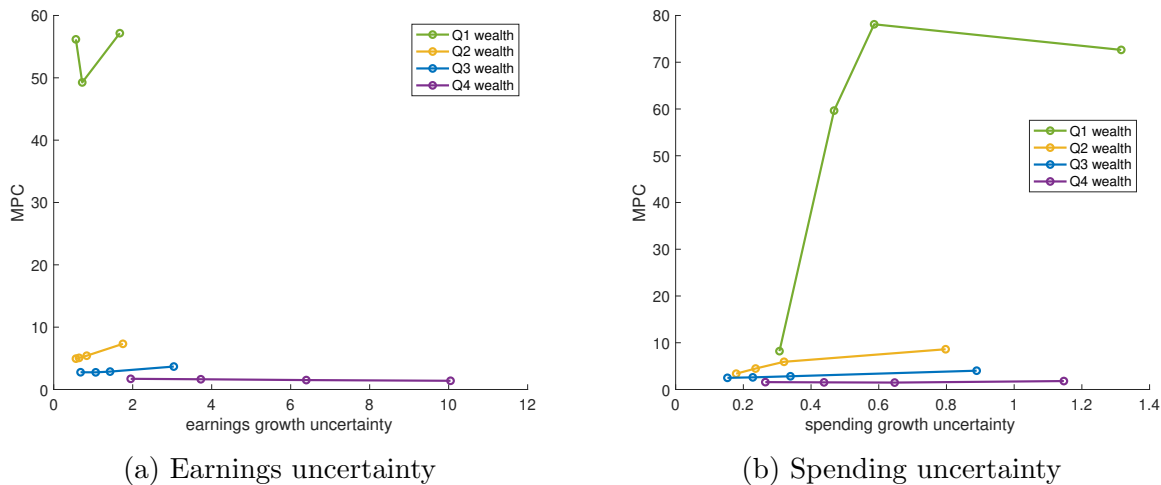 60
50
40
30
20
10
0
MPC
0 2 4 6 8 10 12
earnings growth uncertainty
Q1 wealth
Q2 wealth
Q3 wealth
Q4 wealth
(a) Earnings uncertainty
80
70
60
50
40
30
20
10
0
MPC
0 0.2 0.4 0.6 0.8 1 1.2 1.4
spending growth uncertainty
Q1 wealth
Q2 wealth
Q3 wealth
Q4 wealth
(b) Spending uncertainty